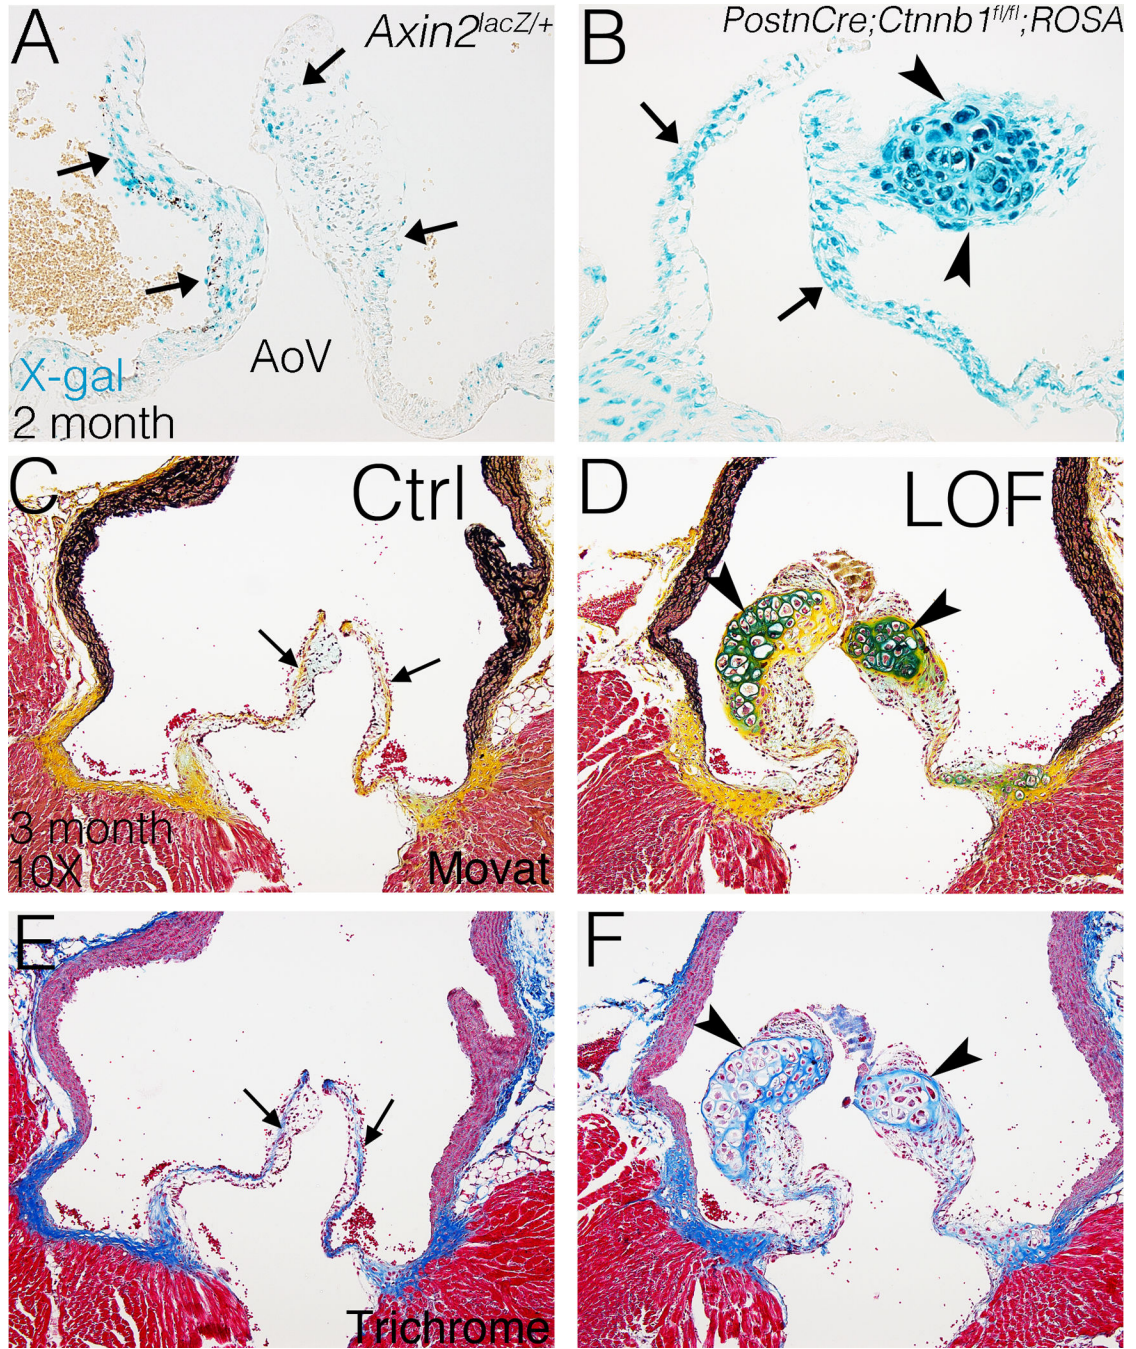 A
Axin2lacZ/+
AoV
X-gal
2 month
B
PostnCre;Ctnnb1fl/fl;ROSA
C
Ctrl
3 month
10X
Movat
D
LOF
E
Trichrome
F